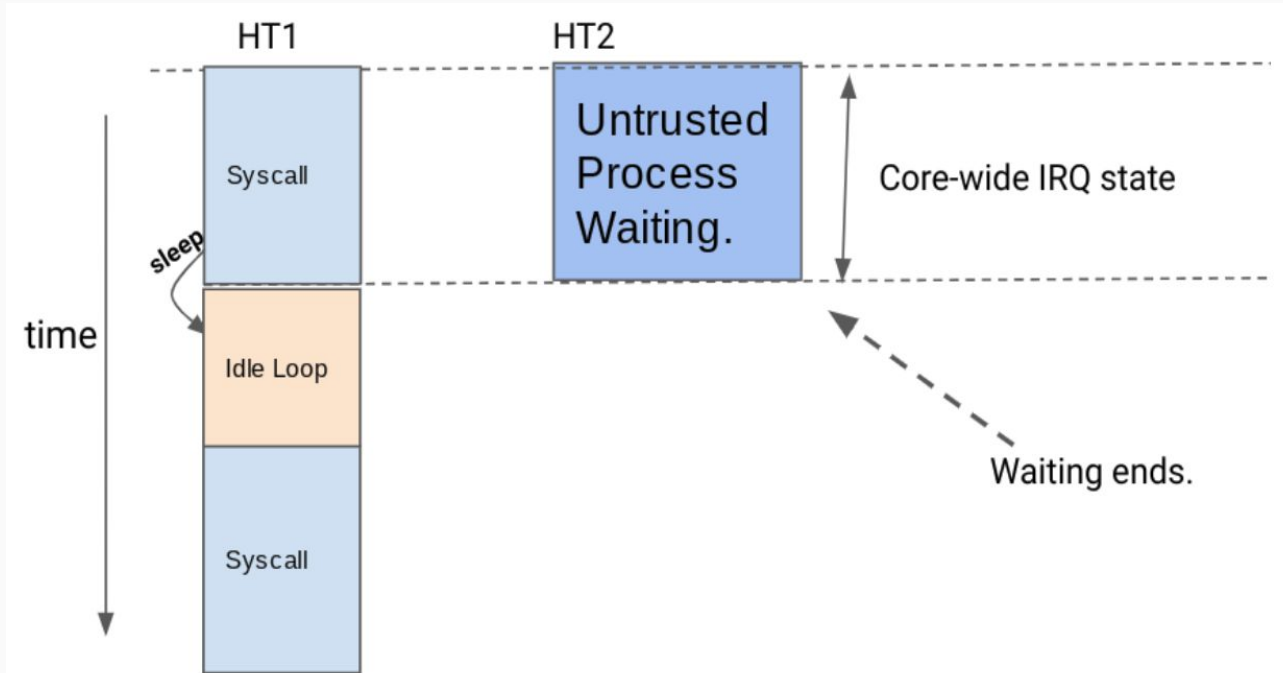 HT1
HT2
Untrusted
Process
Waiting.
Syscall
Core-wide IRQ state
sleep
time
Idle Loop
Waiting ends.
Syscall